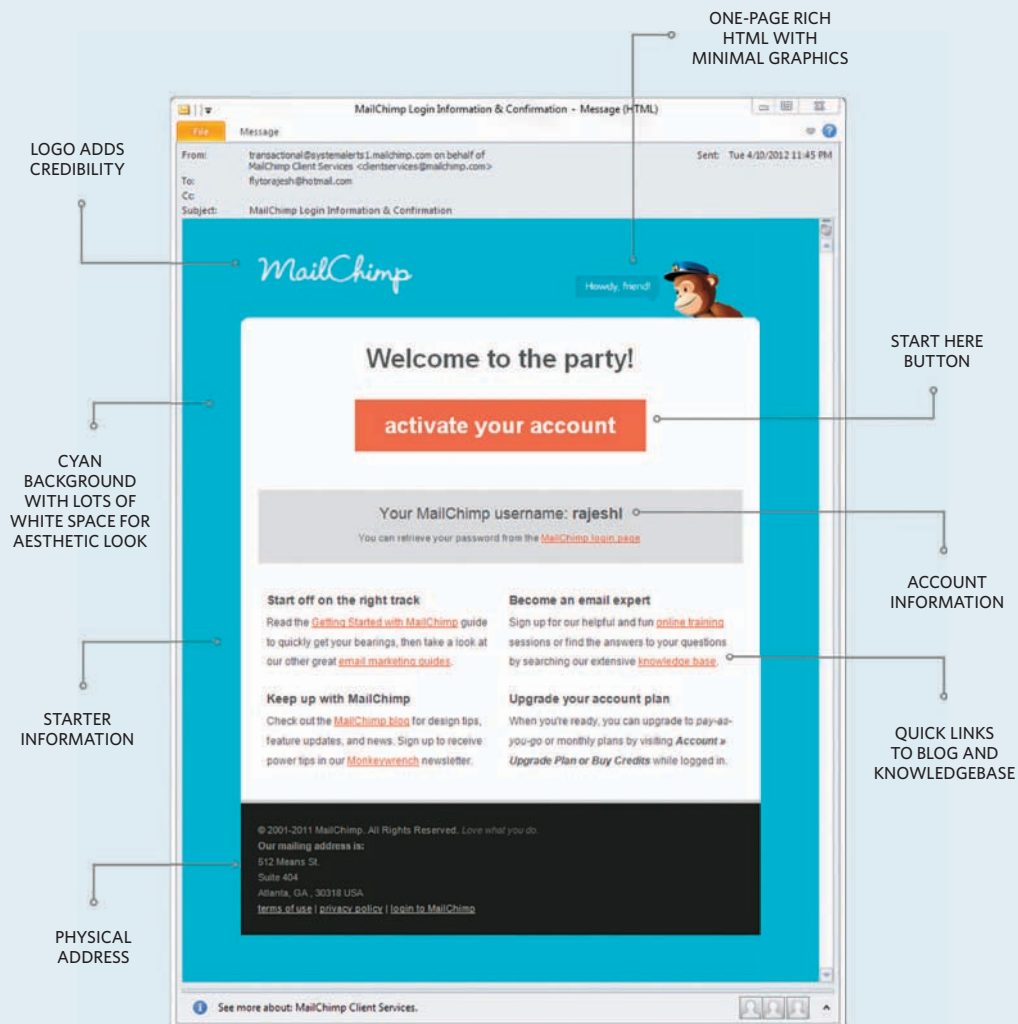 ONE-PAGE RICH
HTML WITH
MINIMAL GRAPHICS
MailChimp Login Information & Confirmation - Message (HTML)
File Message
LOGO ADDS
CREDIBILITY
From: transactional@systemalerts1.mailchimp.com on behalf of
MailChimp Client Services <clientservices@mailchimp.com>
Sent: Tue 4/10/2012 11:45 PM
To: flytorajesh@hotmail.com
Cc:
Subject: MailChimp Login Information & Confirmation
MailChimp
Howdy, friend!
Welcome to the party!
START HERE
BUTTON
activate your account
CYAN
BACKGROUND
WITH LOTS OF
WHITE SPACE FOR
AESTHETIC LOOK
Your MailChimp username: rajeshl
You can retrieve your password from the MailChimp login page
ACCOUNT
INFORMATION
Start off on the right track
Read the Getting Started with MailChimp guide
to quickly get your bearings, then take a look at
our other great email marketing guides.
Become an email expert
Sign up for our helpful and fun online training
sessions or find the answers to your questions
by searching our extensive knowledge base.
STARTER
INFORMATION
Keep up with MailChimp
Check out the MailChimp blog for design tips,
feature updates, and news. Sign up to receive
power tips in our Monkeywrench newsletter.
Upgrade your account plan
When you're ready, you can upgrade to pay-as-
you-go or monthly plans by visiting Account »
Upgrade Plan or Buy Credits while logged in.
QUICK LINKS
TO BLOG AND
KNOWLEDGEBASE
© 2001-2011 MailChimp. All Rights Reserved. Love what you do.
Our mailing address is:
512 Means St.
Suite 404
Atlanta, GA , 30318 USA
terms of use | privacy policy | login to MailChimp
PHYSICAL
ADDRESS
See more about: MailChimp Client Services.